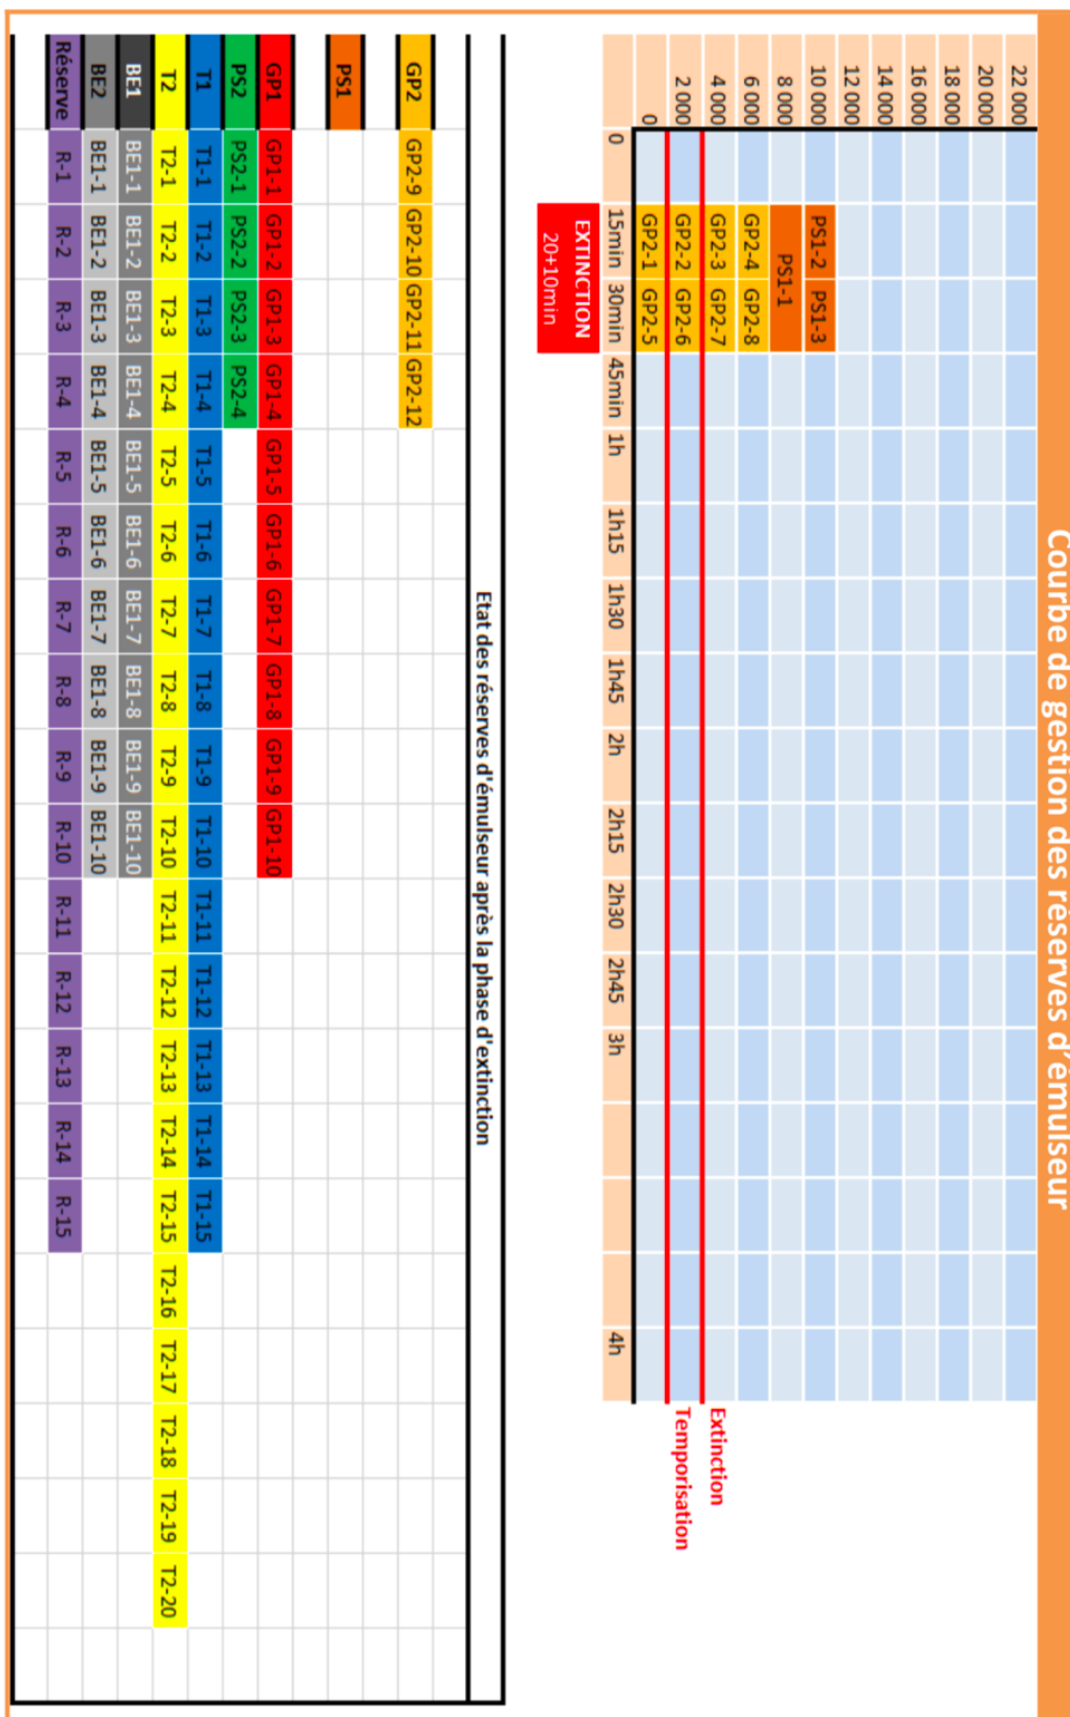 Courbe de gestion des réserves d'émulseur
22 000
20 000
18 000
16 000
14 000
12 000
10 000 PS1-2 PS1-3
8 000 PS1-1
6 000 GP2-4 GP2-8
4 000 GP2-3 GP2-7 Extinction
2 000 GP2-2 GP2-6 Temporisation
0 GP2-1 GP2-5
0 15min 30min 45min 1h 1h15 1h30 1h45 2h 2h15 2h30 2h45 3h 4h
EXTINCTION
20+10min
Etat des réserves d'émulseur après la phase d'extinction
GP2 GP2-9 GP2-10 GP2-11 GP2-12
PS1
GP1 GP1-1 GP1-2 GP1-3 GP1-4 GP1-5 GP1-6 GP1-7 GP1-8 GP1-9 GP1-10
PS2 PS2-1 PS2-2 PS2-3 PS2-4
T1 T1-1 T1-2 T1-3 T1-4 T1-5 T1-6 T1-7 T1-8 T1-9 T1-10 T1-11 T1-12 T1-13 T1-14 T1-15
T2 T2-1 T2-2 T2-3 T2-4 T2-5 T2-6 T2-7 T2-8 T2-9 T2-10 T2-11 T2-12 T2-13 T2-14 T2-15 T2-16 T2-17 T2-18 T2-19 T2-20
BE1 BE1-1 BE1-2 BE1-3 BE1-4 BE1-5 BE1-6 BE1-7 BE1-8 BE1-9 BE1-10
BE2 BE1-1 BE1-2 BE1-3 BE1-4 BE1-5 BE1-6 BE1-7 BE1-8 BE1-9 BE1-10
Réserve R-1 R-2 R-3 R-4 R-5 R-6 R-7 R-8 R-9 R-10 R-11 R-12 R-13 R-14 R-15